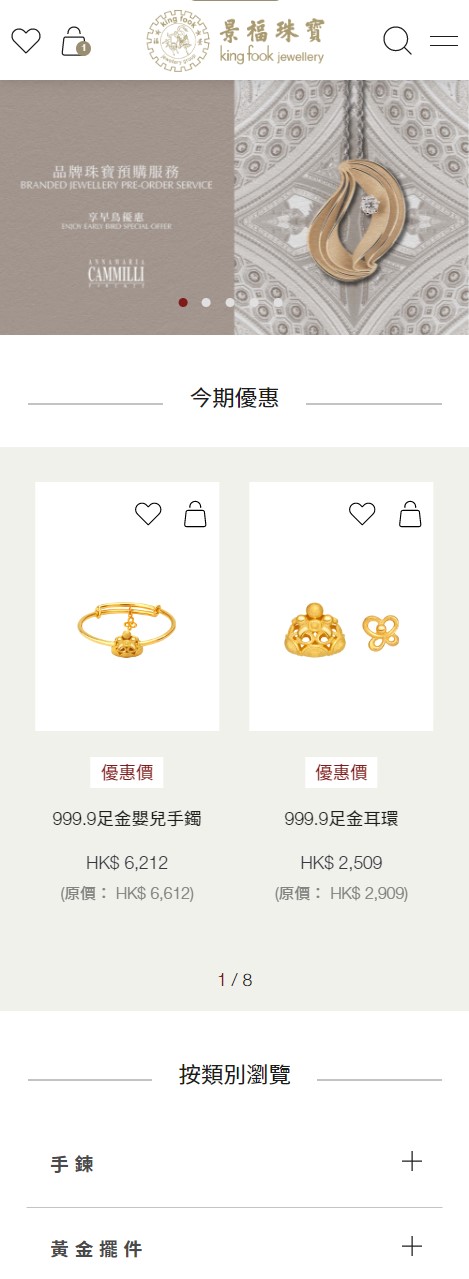 1
king fook
景福珠寶
king fook jewellery
品牌珠寶預購服務
BRANDED JEWELLERY PRE-ORDER SERVICE
享早鳥優惠
ENJOY EARLY BIRD SPECIAL OFFER
ANNAMARIA
CAMMILLI
FIRENZE
今期優惠
優惠價
999.9足金嬰兒手鐲
HK$ 6,212
(原價： HK$ 6,612)
優惠價
999.9足金耳環
HK$ 2,509
(原價： HK$ 2,909)
1 / 8
按類別瀏覽
手鍊
黃金擺件